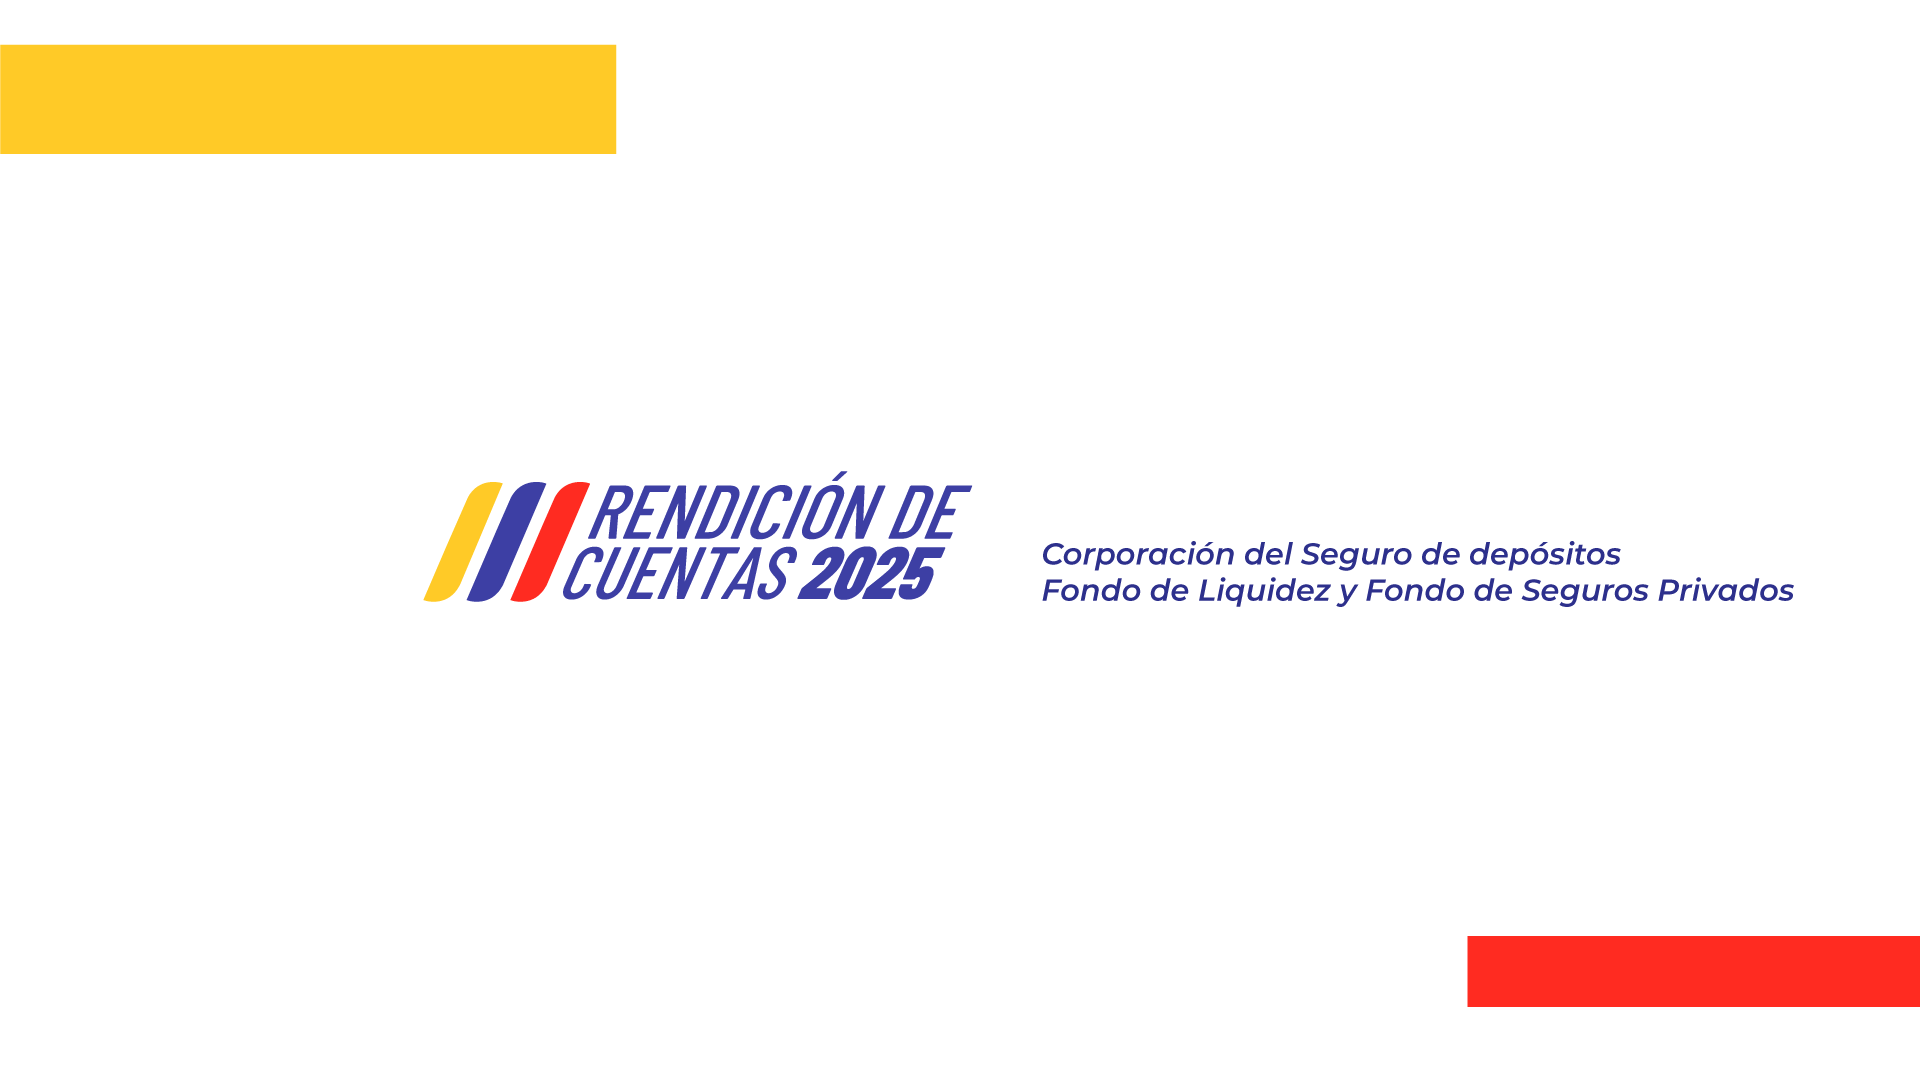 RENDICIÓN DE
CUENTAS 2025
Corporación del Seguro de depósitos
Fondo de Liquidez y Fondo de Seguros Privados